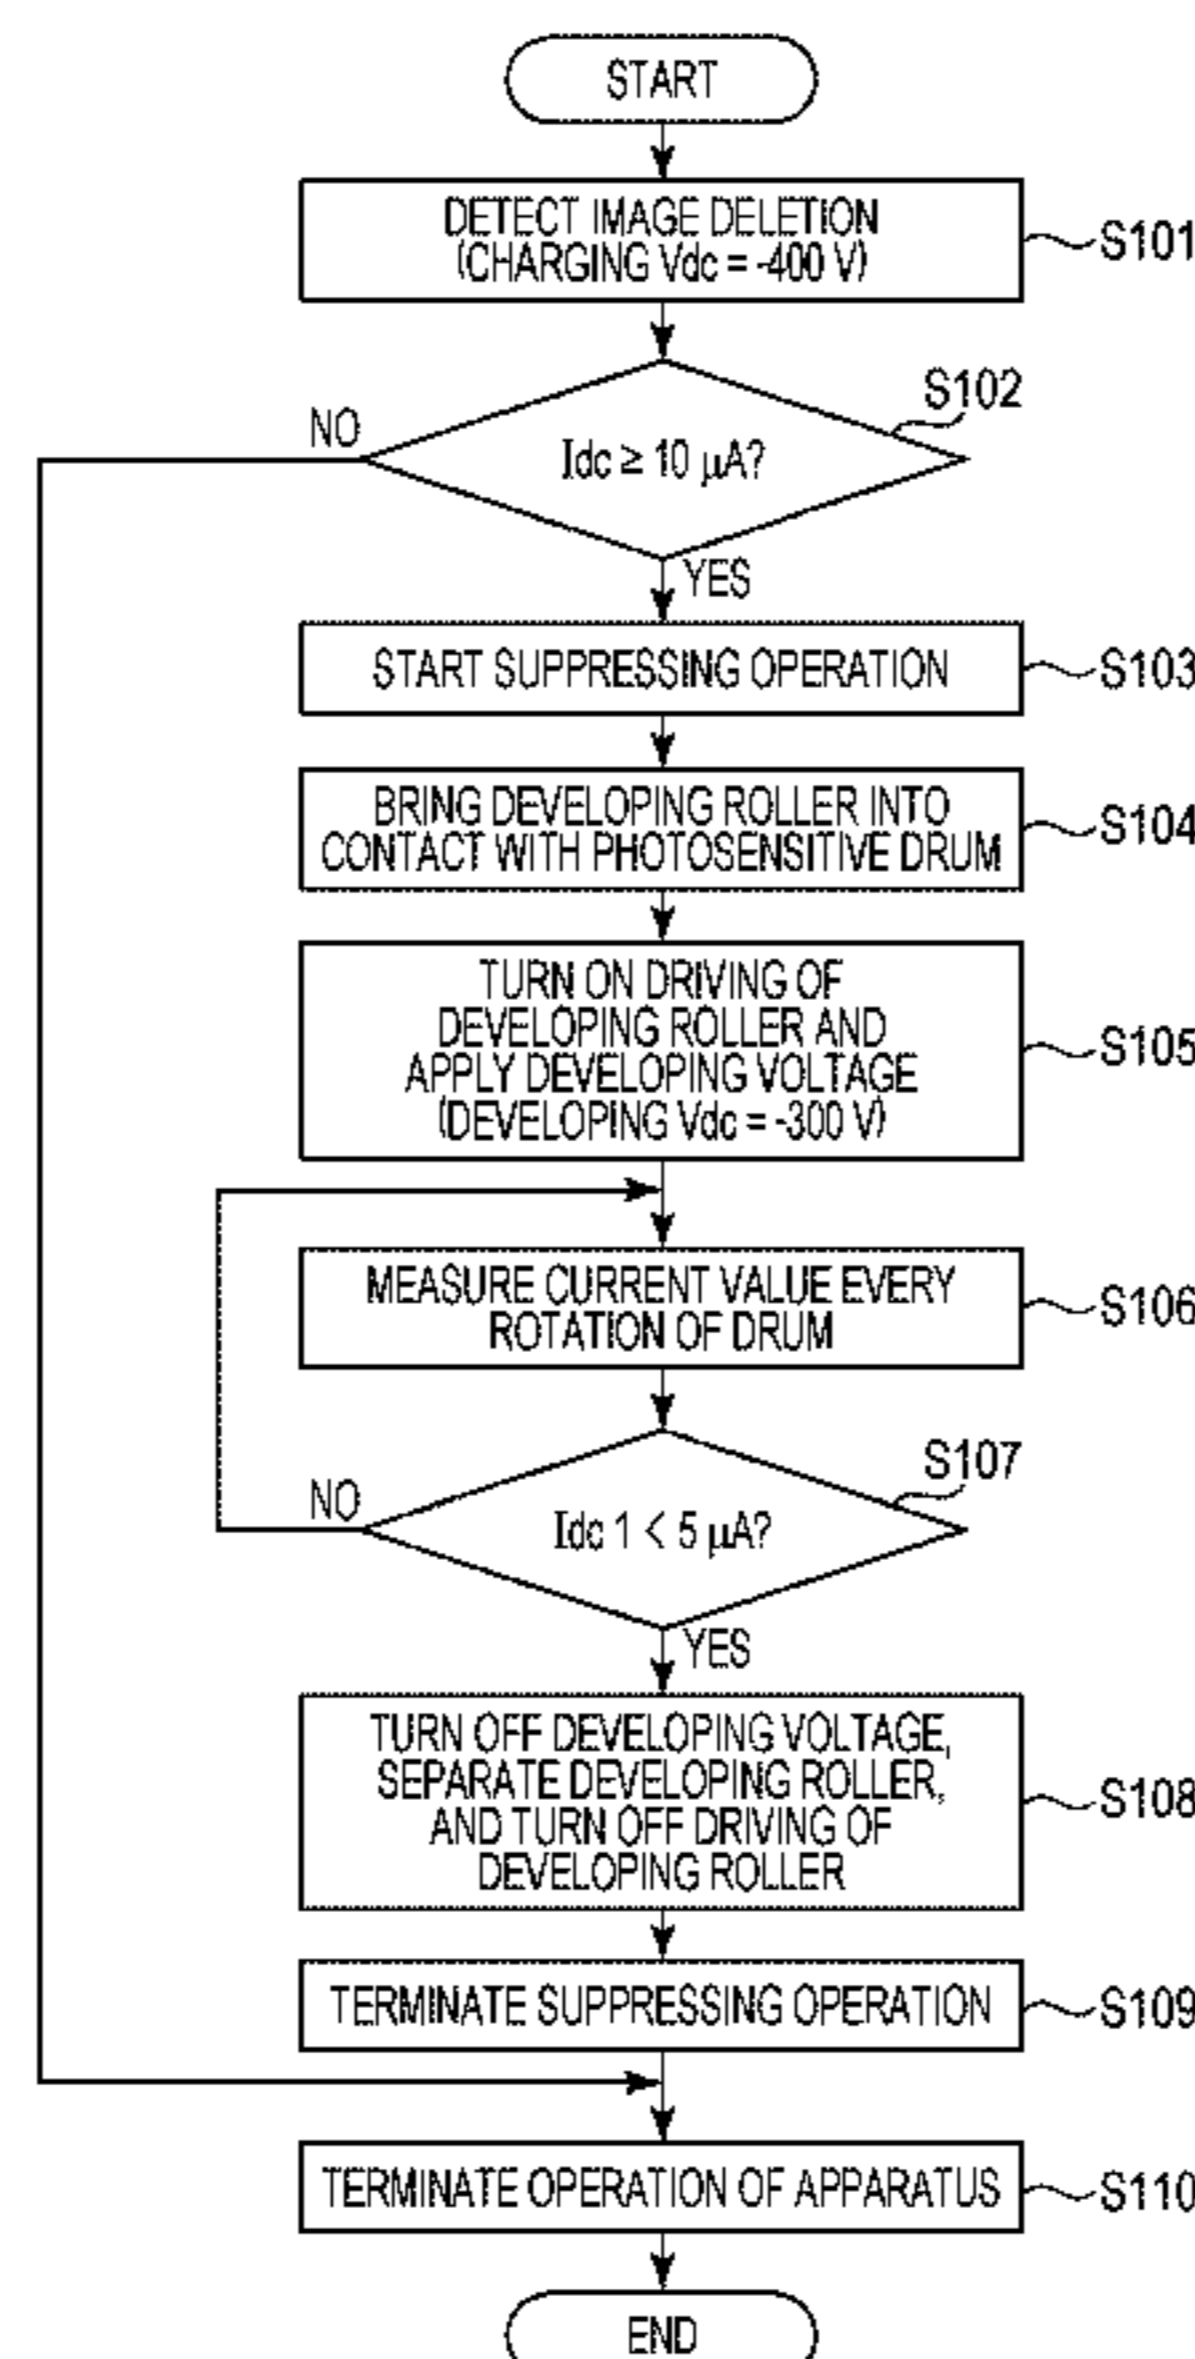 START
DETECT IMAGE DELETION
(CHARGING Vdc = -400 V)
S101
S102
NO
Idc ≥ 10 µA?
YES
START SUPPRESSING OPERATION
S103
BRING DEVELOPING ROLLER INTO
CONTACT WITH PHOTOSENSITIVE DRUM
S104
TURN ON DRIVING OF
DEVELOPING ROLLER AND
APPLY DEVELOPING VOLTAGE
(DEVELOPING Vdc = -300 V)
S105
MEASURE CURRENT VALUE EVERY
ROTATION OF DRUM
S106
S107
NO
Idc 1 < 5 µA?
YES
TURN OFF DEVELOPING VOLTAGE,
SEPARATE DEVELOPING ROLLER,
AND TURN OFF DRIVING OF
DEVELOPING ROLLER
S108
TERMINATE SUPPRESSING OPERATION
S109
TERMINATE OPERATION OF APPARATUS
S110
END